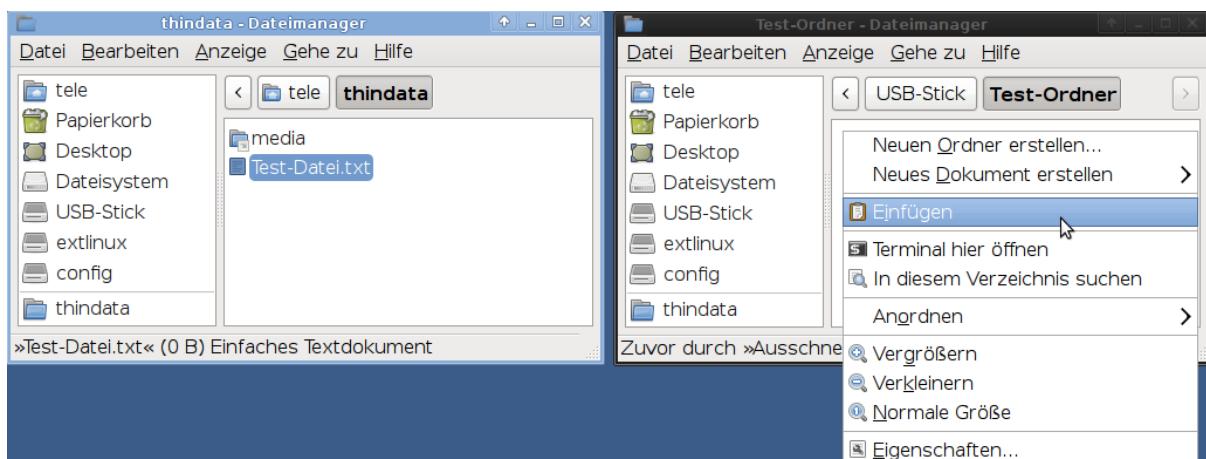 thindata - Dateimanager
Datei Bearbeiten Anzeige Gehe zu Hilfe
tele
Papierkorb
Desktop
Dateisystem
USB-Stick
extlinux
config
thindata
tele thindata
media
Test-Datei.txt
»Test-Datei.txt« (0 B) Einfaches Textdokument
Test-Ordner - Dateimanager
Datei Bearbeiten Anzeige Gehe zu Hilfe
tele
Papierkorb
Desktop
Dateisystem
USB-Stick
extlinux
config
thindata
USB-Stick Test-Ordner
Neuen Ordner erstellen...
Neues Dokument erstellen
Einfügen
Terminal hier öffnen
In diesem Verzeichnis suchen
Anordnen
Vergrößern
Verkleinern
Normale Größe
Eigenschaften...
Zuvor durch »Ausschne